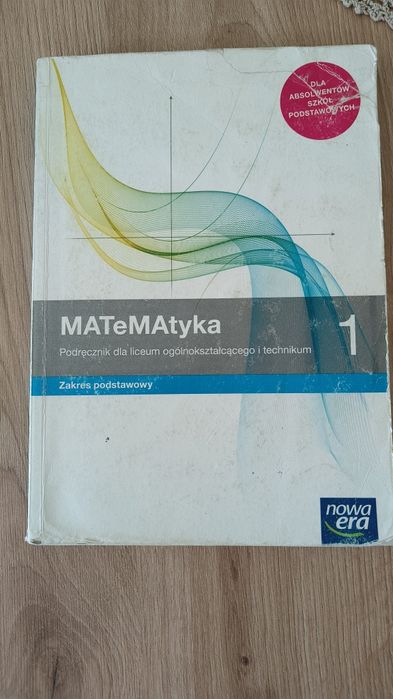 DLA
ABSOLWENTÓW
SZKÓŁ
PODSTAWOWYCH
MATeMAtyka
1
Podręcznik dla liceum ogólnokształcącego i technikum
Zakres podstawowy
nowa
era